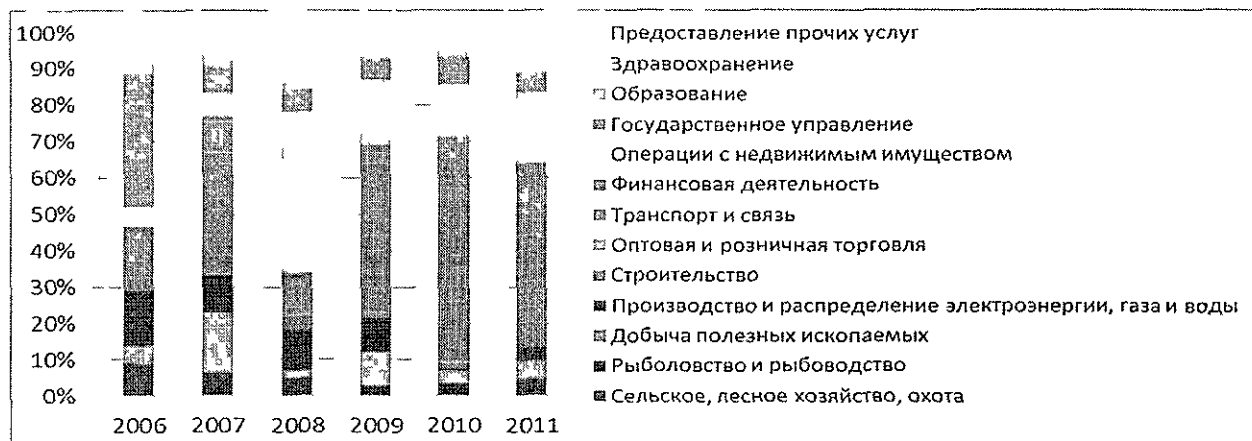 100%
90%
80%
70%
60%
50%
40%
30%
20%
10%
0%
2006 2007 2008 2009 2010 2011
Предоставление прочих услуг
Здравоохранение
Образование
Государственное управление
Операции с недвижимым имуществом
Финансовая деятельность
Транспорт и связь
Оптовая и розничная торговля
Строительство
Производство и распределение электроэнергии, газа и воды
Добыча полезных ископаемых
Рыболовство и рыбоводство
Сельское, лесное хозяйство, охота